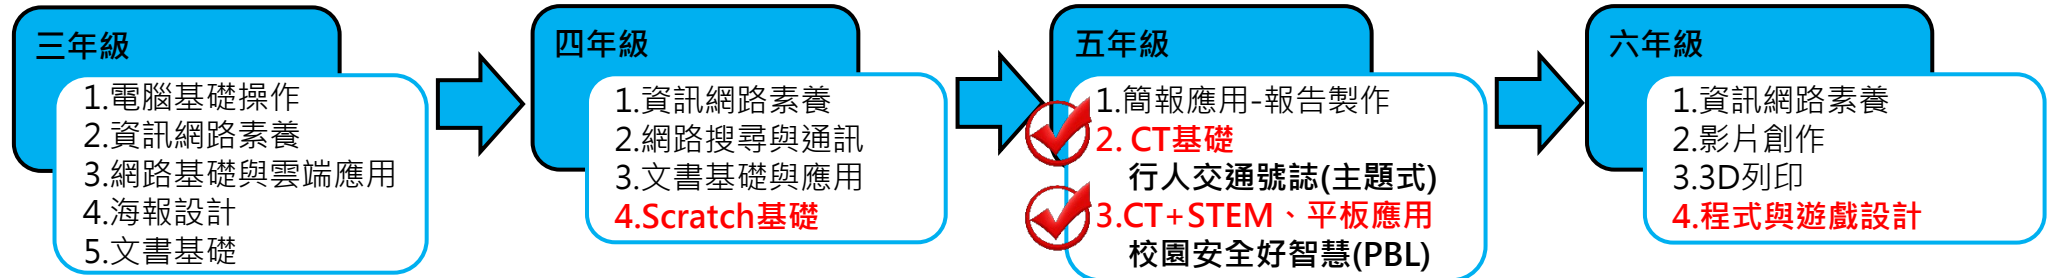 三年級
1.電腦基礎操作
2.資訊網路素養
3.網路基礎與雲端應用
4.海報設計
5.文書基礎
四年級
1.資訊網路素養
2.網路搜尋與通訊
3.文書基礎與應用
4.Scratch基礎
五年級
1.簡報應用-報告製作
2. CT基礎
行人交通號誌(主題式)
3.CT+STEM、平板應用
校園安全好智慧(PBL)
六年級
1.資訊網路素養
2.影片創作
3.3D列印
4.程式與遊戲設計